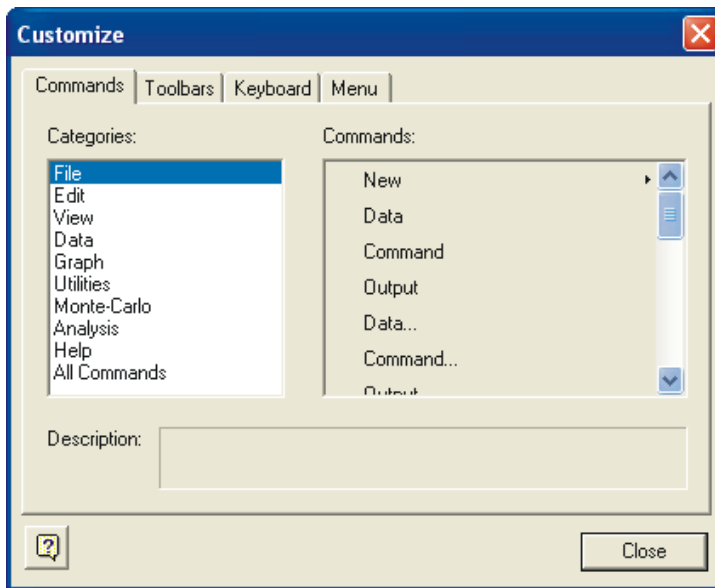 Customize
Commands Toolbars Keyboard Menu
Categories: Commands:
File
Edit
View
Data
Graph
Utilities
Monte-Carlo
Analysis
Help
All Commands
New
Data
Command
Output
Data...
Command...
Output
Description:
Close